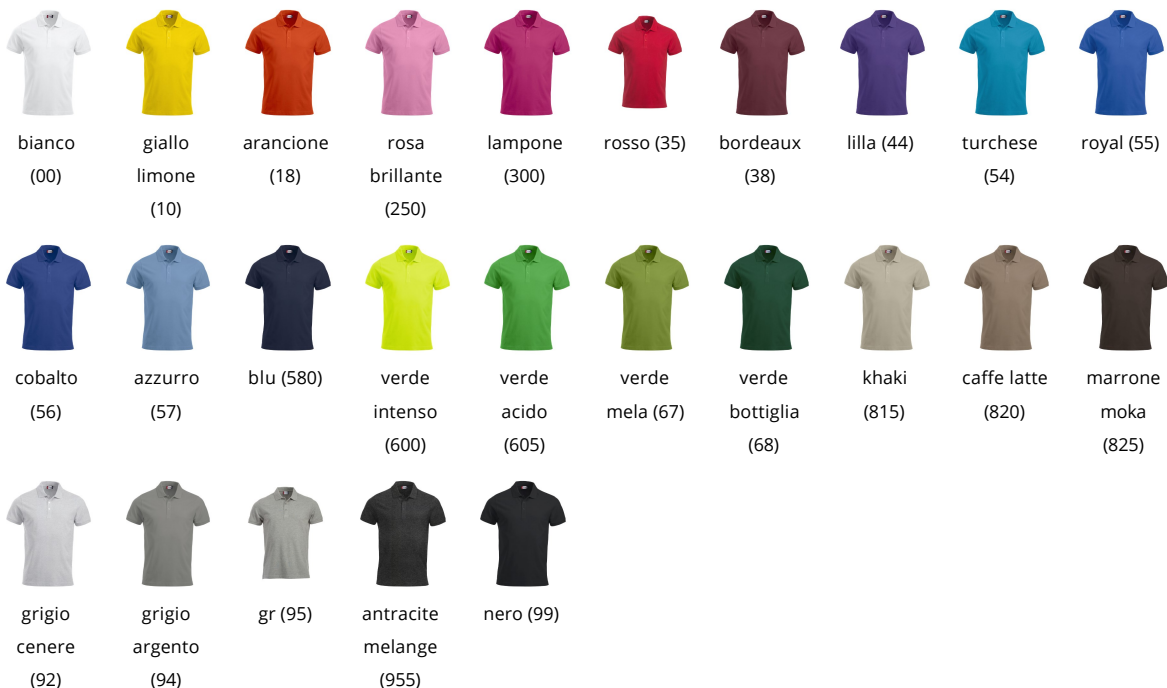 bianco
(00)
giallo
limone
(10)
arancione
(18)
rosa
brillante
(250)
lampone
(300)
rosso (35)
bordeaux
(38)
lilla (44)
turchese
(54)
royal (55)
cobalto
(56)
azzurro
(57)
blu (580)
verde
intenso
(600)
verde
acido
(605)
verde
mela (67)
verde
bottiglia
(68)
khaki
(815)
caffe latte
(820)
marrone
moka
(825)
grigio
cenere
(92)
grigio
argento
(94)
gr (95)
antracite
melange
(955)
nero (99)